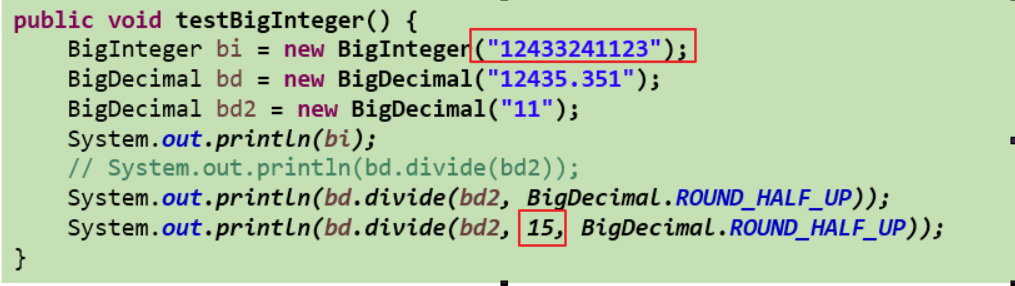 public void testBigInteger() {
BigInteger bi = new BigInteger("12433241123");
BigDecimal bd = new BigDecimal("12435.351");
BigDecimal bd2 = new BigDecimal("11");
System.out.println(bi);
// System.out.println(bd.divide(bd2));
System.out.println(bd.divide(bd2, BigDecimal.ROUND_HALF_UP));
System.out.println(bd.divide(bd2, 15, BigDecimal.ROUND_HALF_UP));
}